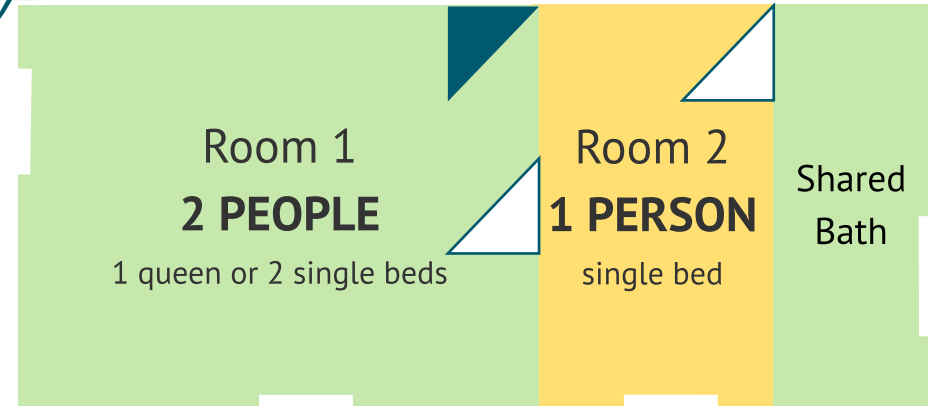 Room 1
2 PEOPLE
1 queen or 2 single beds
Room 2
1 PERSON
single bed
Shared
Bath